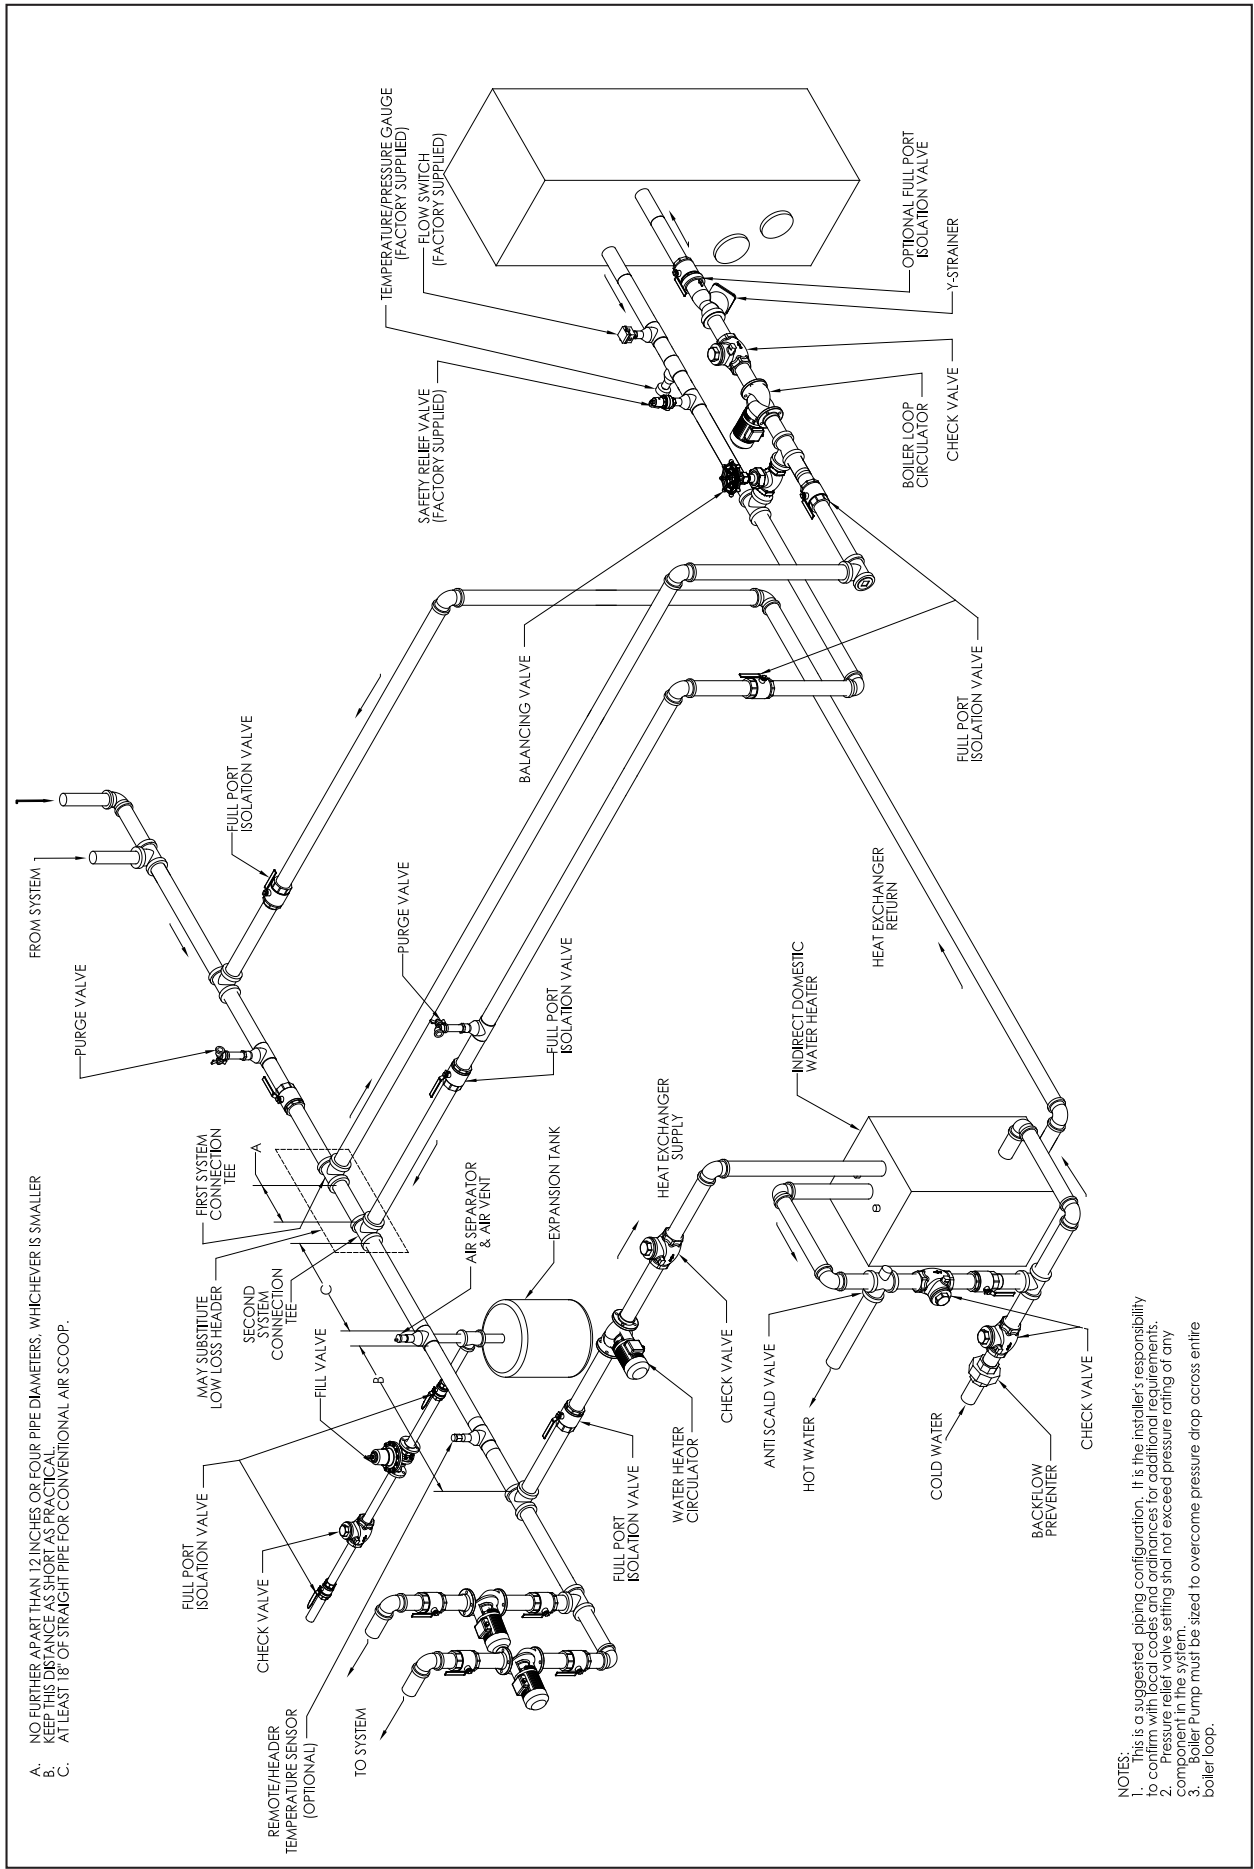 A. NO FURTHER APART THAN 12 INCHES OR FOUR PIPE DIAMETERS, WHICHEVER IS SMALLER
B. KEEP THIS DISTANCE AS SHORT AS PRACTICAL.
C. AT LEAST 18" OF STRAIGHT PIPE FOR CONVENTIONAL AIR SCOOP.
FROM SYSTEM
PURGE VALVE
FULL PORT
ISOLATION VALVE
FIRST SYSTEM
CONNECTION
TEE
A
MAY SUBSTITUTE
LOW LOSS HEADER
SECOND
SYSTEM
CONNECTION
TEE
C
FILL VALVE
B
FULL PORT
ISOLATION VALVE
CHECK VALVE
REMOTE/HEADER
TEMPERATURE SENSOR
(OPTIONAL)
TO SYSTEM
TEMPERATURE/PRESSURE GAUGE
(FACTORY SUPPLIED)
FLOW SWITCH
(FACTORY SUPPLIED)
SAFETY RELIEF VALVE
(FACTORY SUPPLIED)
PURGE VALVE
AIR SEPARATOR
& AIR VENT
BALANCING VALVE
FULL PORT
ISOLATION VALVE
EXPANSION TANK
HEAT EXCHANGER
SUPPLY
FULL PORT
ISOLATION VALVE
WATER HEATER
CIRCULATOR
CHECK VALVE
INDIRECT DOMESTIC
WATER HEATER
ANTI SCALD VALVE
HOT WATER
HEAT EXCHANGER
RETURN
OPTIONAL FULL PORT
ISOLATION VALVE
Y-STRAINER
CHECK VALVE
BOILER LOOP
CIRCULATOR
FULL PORT
ISOLATION VALVE
COLD WATER
BACKFLOW
PREVENTER
CHECK VALVE
NOTES:
1. This is a suggested piping configuration. It is the installer's responsibility
to confirm with local codes and ordinances for additional requirements.
2. Pressure relief valve setting shall not exceed pressure rating of any
component in the system.
3. Boiler Pump must be sized to overcome pressure drop across entire
boiler loop.